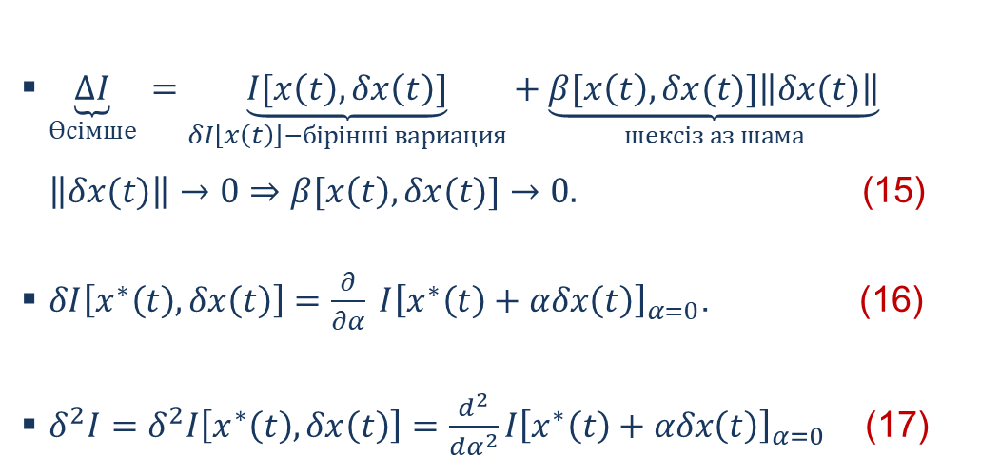 ▪ ΔI = I[x(t), δx(t)] + β[x(t), δx(t)]‖δx(t)‖
Өсімше δI[x(t)]−бірінші вариация шексіз аз шама
‖δx(t)‖ → 0 ⇒ β[x(t), δx(t)] → 0. (15)
▪ δI[x*(t), δx(t)] = ∂/∂α I[x*(t) + αδx(t)]_{α=0}. (16)
▪ δ²I = δ²I[x*(t), δx(t)] = d²/dα² I[x*(t) + αδx(t)]_{α=0} (17)